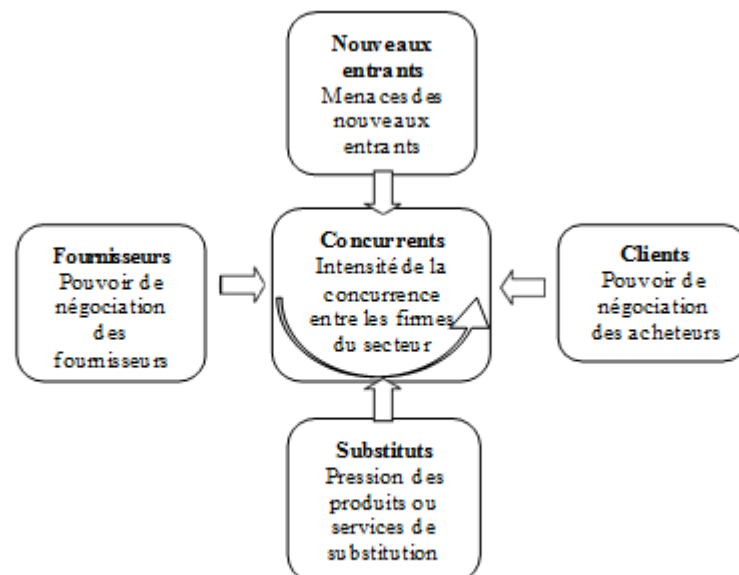 Nouveaux
entrants
Menaces des
nouveaux
entrants
Fournisseurs
Pouvoir de
négociation
des
fournisseurs
Concurrents
Intensité de la
concurrence
entre les firmes
du secteur
Clients
Pouvoir de
négociation
des acheteurs
Substituts
Pression des
produits ou
services de
substitution